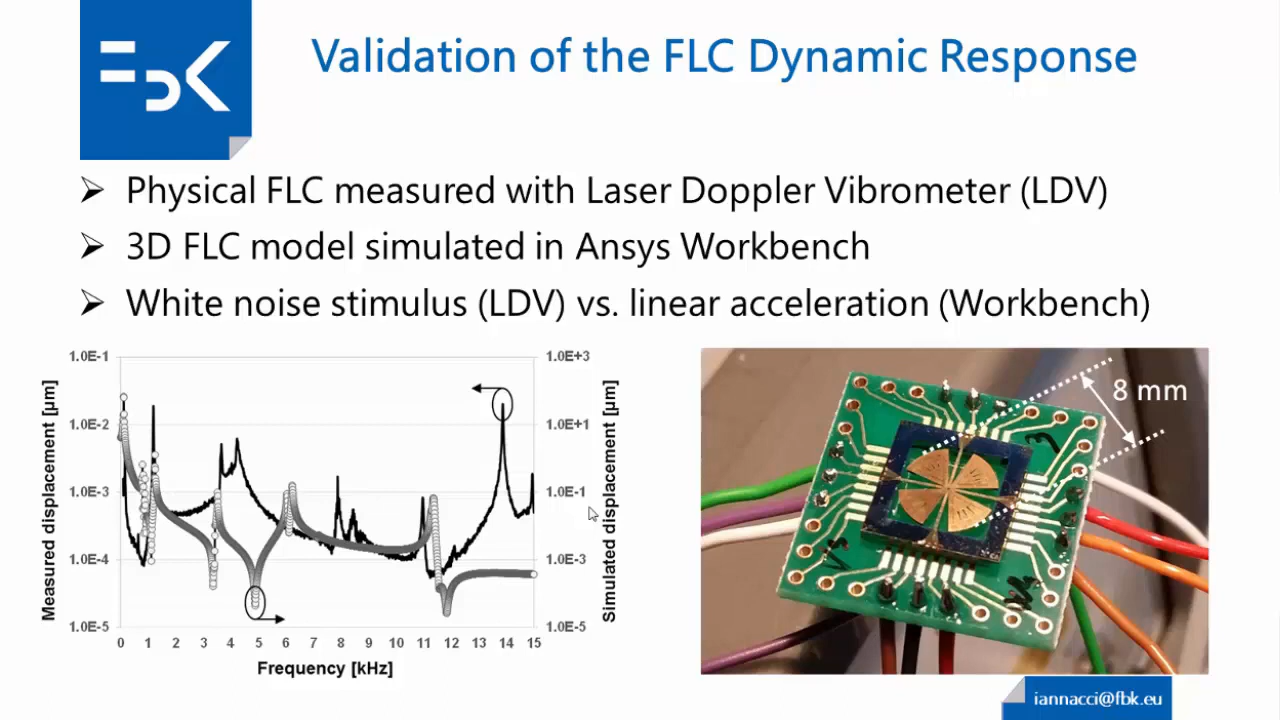 FBK
Validation of the FLC Dynamic Response
➢ Physical FLC measured with Laser Doppler Vibrometer (LDV)
➢ 3D FLC model simulated in Ansys Workbench
➢ White noise stimulus (LDV) vs. linear acceleration (Workbench)
Measured displacement [µm]
1.0E-1
1.0E-2
1.0E-3
1.0E-4
1.0E-5
1.0E+3
1.0E+1
1.0E-1
1.0E-3
1.0E-5
Simulated displacement [µm]
0 1 2 3 4 5 6 7 8 9 10 11 12 13 14 15
Frequency [kHz]
8 mm
iannacci@fbk.eu